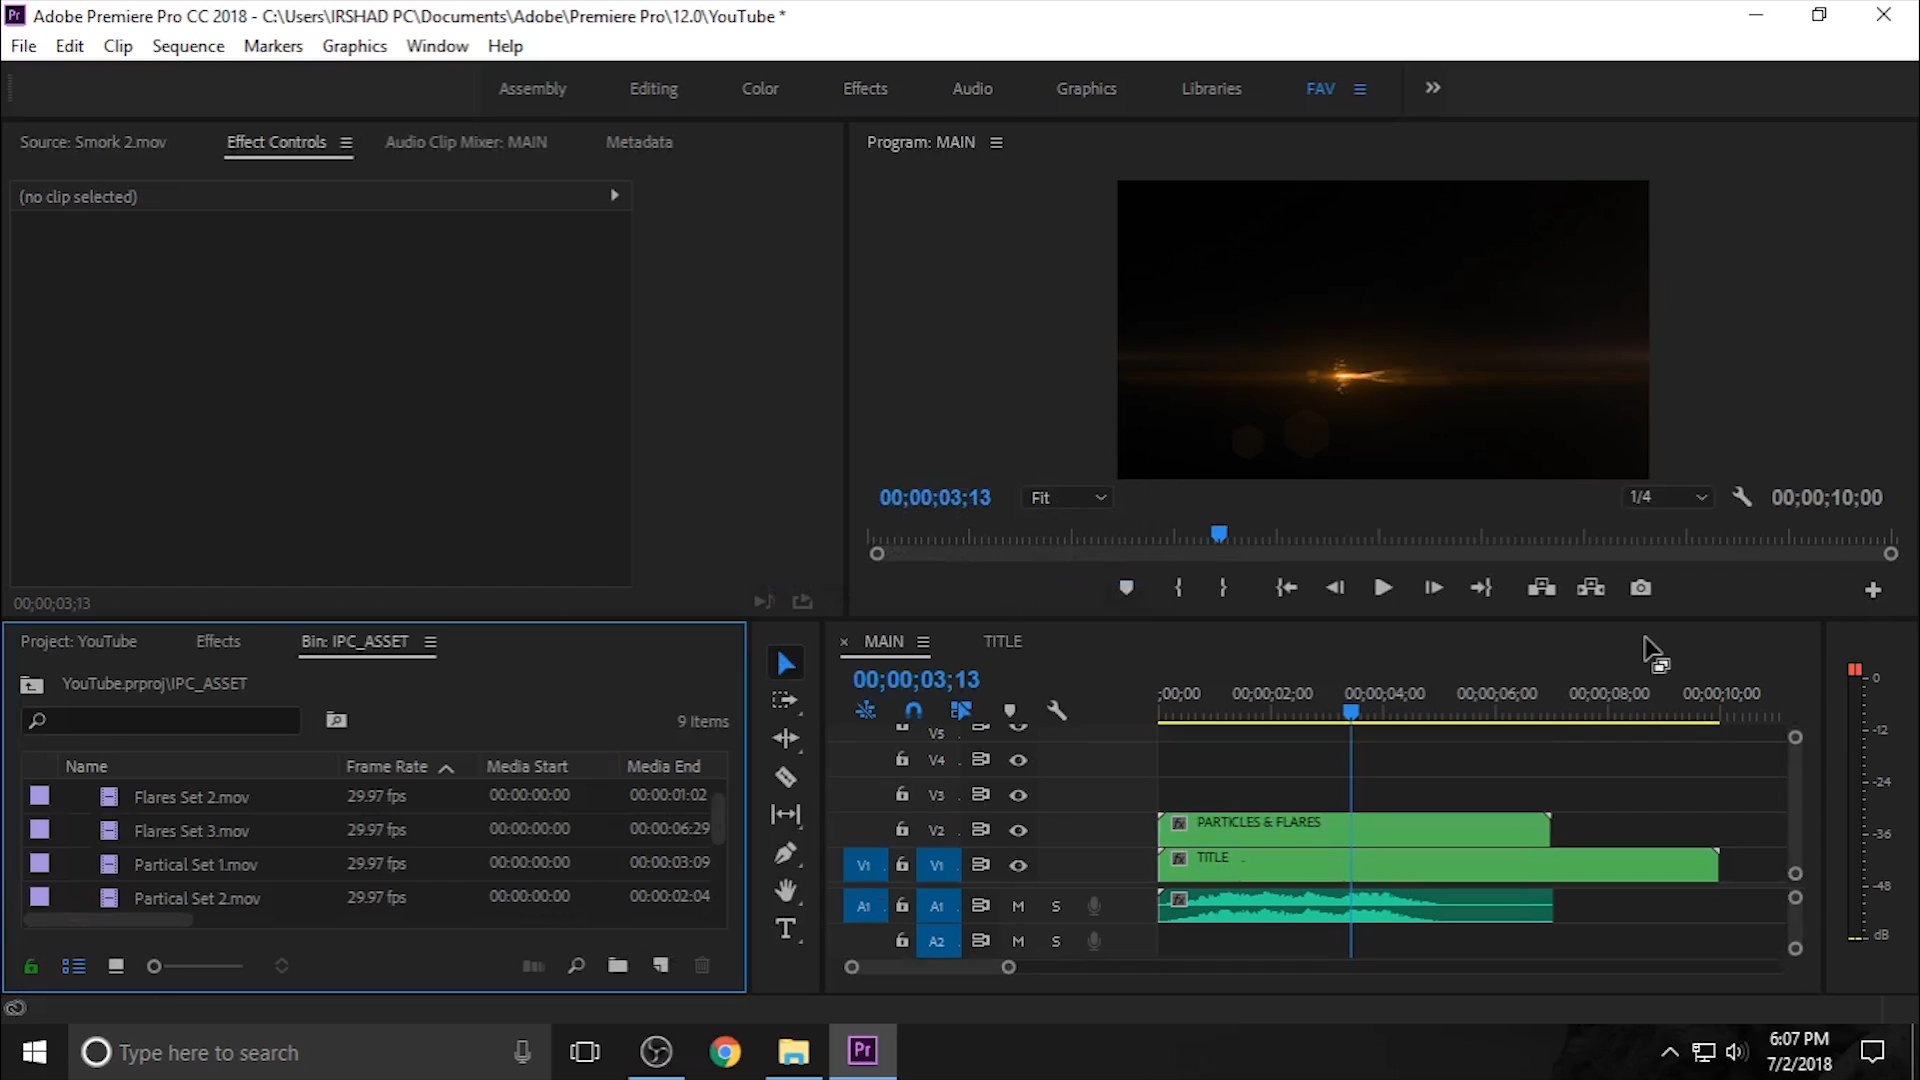 Pr Adobe Premiere Pro CC 2018 - C:\Users\IRSHAD PC\Documents\Adobe\Premiere Pro\12.0\YouTube *
File Edit Clip Sequence Markers Graphics Window Help
Assembly Editing Color Effects Audio Graphics Libraries FAV
Source: Smork 2.mov Effect Controls Audio Clip Mixer: MAIN Metadata
Program: MAIN
(no clip selected)
00;00;03;13 Fit 1/4 00;00;10;00
00;00;03;13
Project: YouTube Effects Bin: IPC_ASSET
YouTube.prproj\IPC_ASSET
9 Items
Name Frame Rate Media Start Media End
Flares Set 2.mov 29.97 fps 00:00:00:00 00:00:01:02
Flares Set 3.mov 29.97 fps 00:00:00:00 00:00:06:29
Partical Set 1.mov 29.97 fps 00:00:00:00 00:00:03:09
Partical Set 2.mov 29.97 fps 00:00:00:00 00:00:02:04
T
× MAIN TITLE
00;00;03;13
;00;00 00;00;02;00 00;00;04;00 00;00;06;00 00;00;08;00 00;00;10;00
V5
V4
V3
V2 fx PARTICLES & FLARES
V1 V1 fx TITLE
A1 A1 M S fx
A2 M S
0
-12
-24
-36
-48
dB
Type here to search
Pr
6:07 PM
7/2/2018